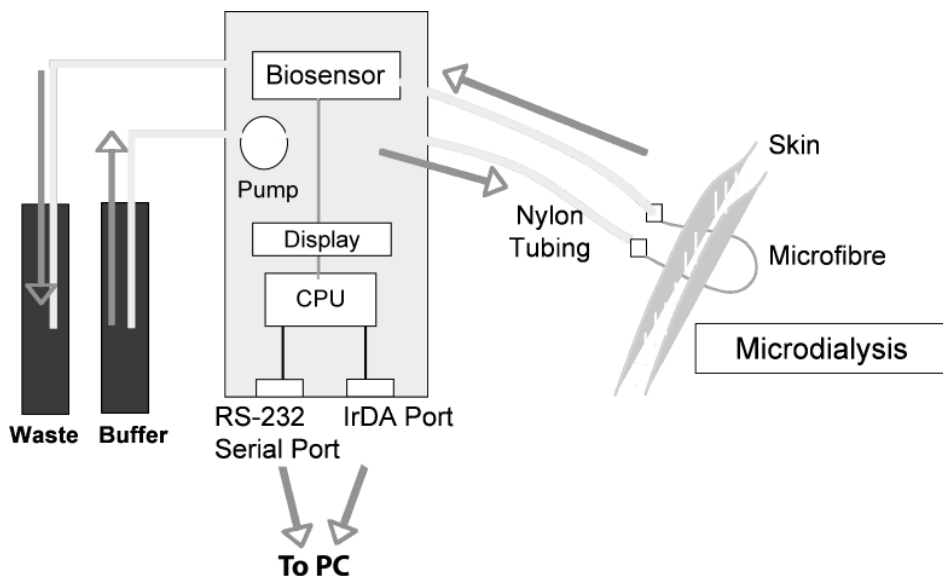 Biosensor
Skin
Pump
Nylon
Tubing
Display
Microfibre
CPU
Microdialysis
RS-232
Serial Port
IrDA Port
Waste
Buffer
To PC